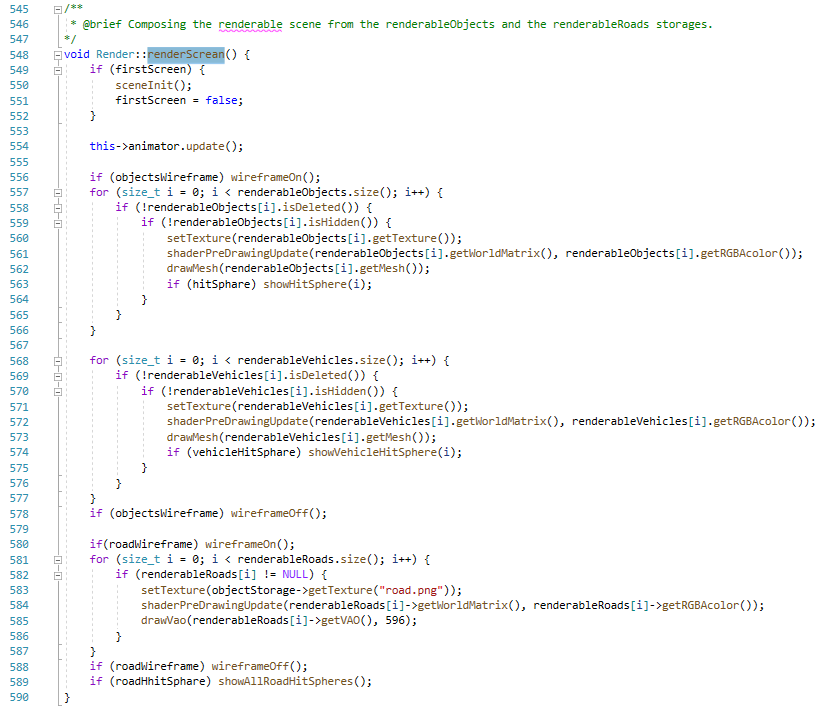 545 /**
546  * @brief Composing the renderable scene from the renderableObjects and the renderableRoads storages.
547 */
548 void Render::renderScrean() {
549     if (firstScreen) {
550         sceneInit();
551         firstScreen = false;
552     }
553
554     this->animator.update();
555
556     if (objectsWireframe) wireframeOn();
557     for (size_t i = 0; i < renderableObjects.size(); i++) {
558         if (!renderableObjects[i].isDeleted()) {
559             if (!renderableObjects[i].isHidden()) {
560                 setTexture(renderableObjects[i].getTexture());
561                 shaderPreDrawingUpdate(renderableObjects[i].getWorldMatrix(), renderableObjects[i].getRGBAcolor());
562                 drawMesh(renderableObjects[i].getMesh());
563                 if (hitSphare) showHitSphere(i);
564             }
565         }
566     }
567
568     for (size_t i = 0; i < renderableVehicles.size(); i++) {
569         if (!renderableVehicles[i].isDeleted()) {
570             if (!renderableVehicles[i].isHidden()) {
571                 setTexture(renderableVehicles[i].getTexture());
572                 shaderPreDrawingUpdate(renderableVehicles[i].getWorldMatrix(), renderableVehicles[i].getRGBAcolor());
573                 drawMesh(renderableVehicles[i].getMesh());
574                 if (vehicleHitSphare) showVehicleHitSphere(i);
575             }
576         }
577     }
578     if (objectsWireframe) wireframeOff();
579
580     if(roadWireframe) wireframeOn();
581     for (size_t i = 0; i < renderableRoads.size(); i++) {
582         if (renderableRoads[i] != NULL) {
583             setTexture(objectStorage->getTexture("road.png"));
584             shaderPreDrawingUpdate(renderableRoads[i]->getWorldMatrix(), renderableRoads[i]->getRGBAcolor());
585             drawVao(renderableRoads[i]->getVAO(), 596);
586         }
587     }
588     if (roadWireframe) wireframeOff();
589     if (roadHhitSphare) showAllRoadHitSpheres();
590 }